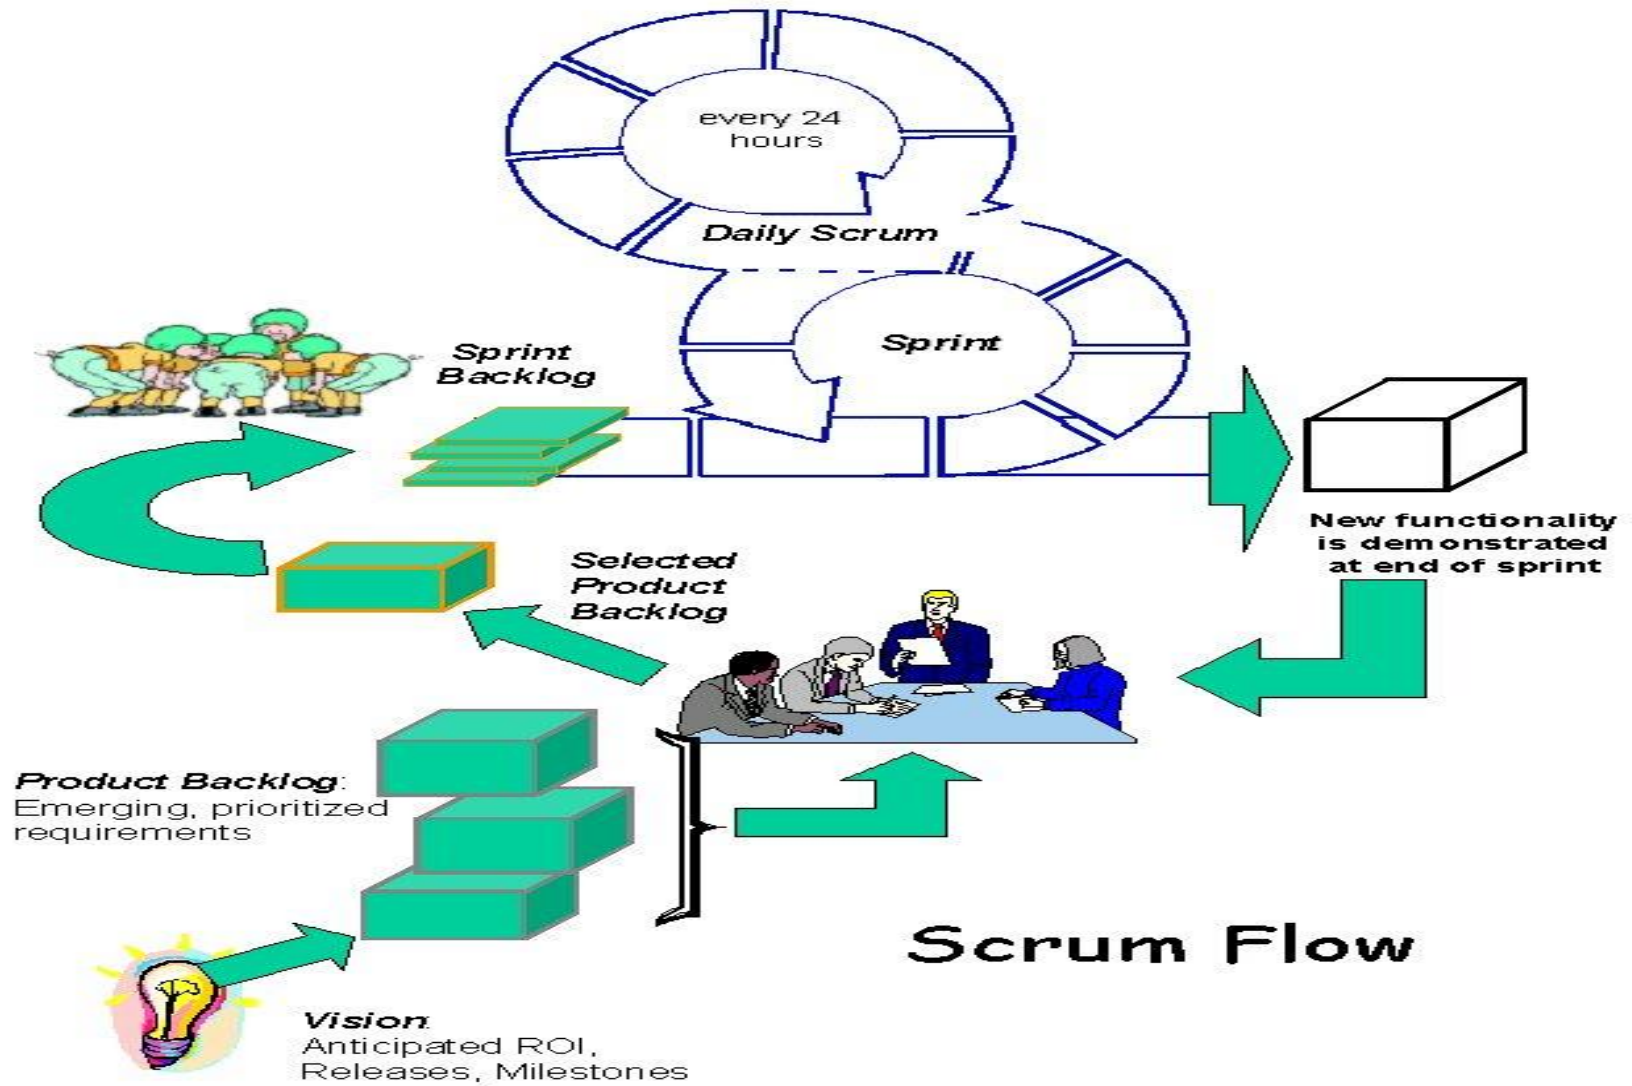 every 24
hours
Daily Scrum
Sprint
Sprint
Backlog
New functionality
is demonstrated
at end of sprint
Selected
Product
Backlog
Product Backlog:
Emerging, prioritized
requirements
Scrum Flow
Vision:
Anticipated ROI,
Releases, Milestones